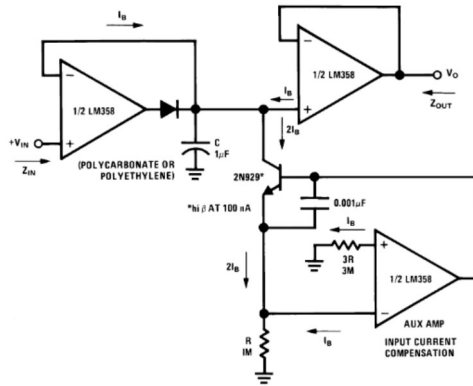 I_B
1/2 LM358
+V_IN
Z_IN
(POLYCARBONATE OR
POLYETHYLENE)
C
1μF
I_B
2I_B
1/2 LM358
V_O
Z_OUT
2N929*
*hi β AT 100 nA
0.001μF
I_B
3R
3M
1/2 LM358
2I_B
R
1M
I_B
AUX AMP
INPUT CURRENT
COMPENSATION
-
+
-
+
+
-